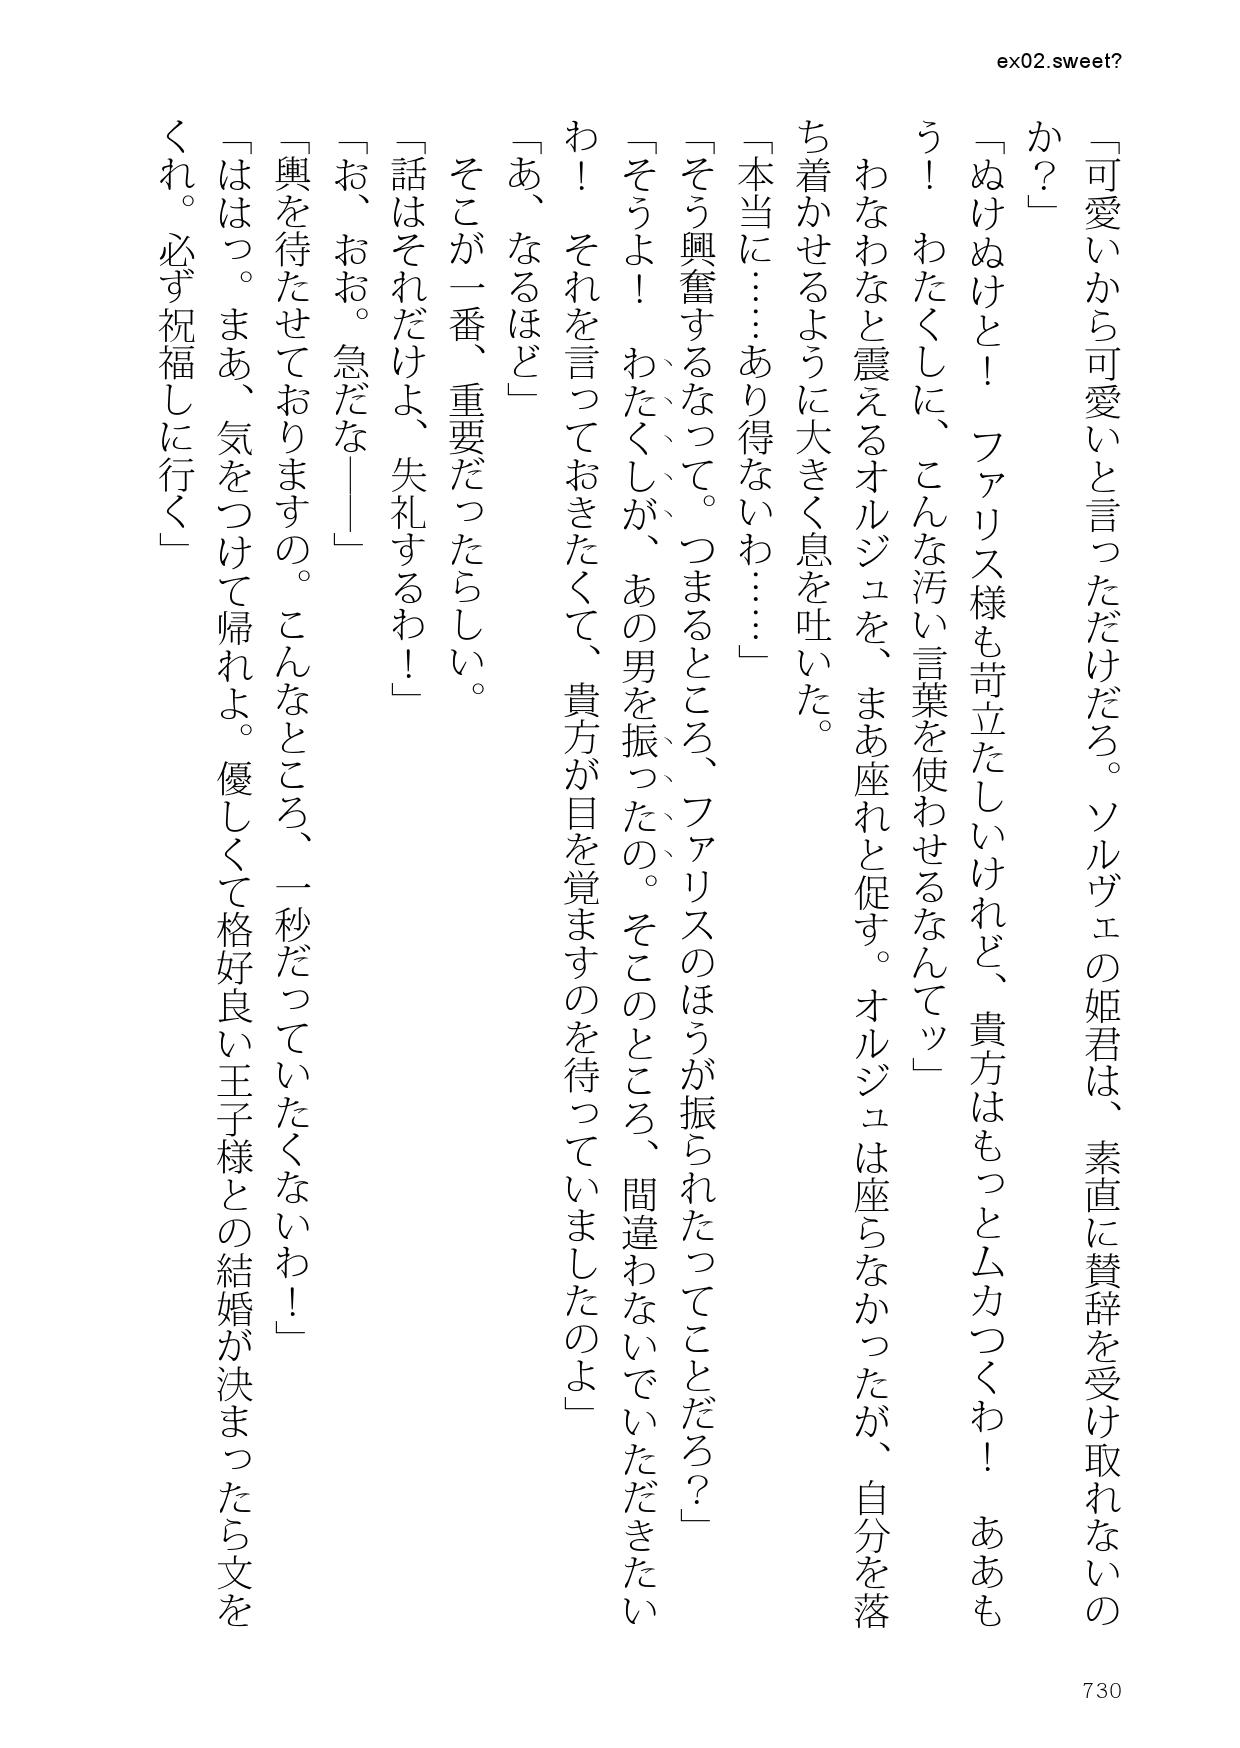 ex02.sweet?
「可愛いから可愛いと言っただけだろ。ソルヴェの姫君は、素直に賛辞を受け取れないの
か？」
「ぬけぬけと！　ファリス様も苛立たしいけれど、貴方はもっとムカつくわ！　ああも
う！　わたくしに、こんな汚い言葉を使わせるなんてッ」
　わなわなと震えるオルジュを、まあ座れと促す。オルジュは座らなかったが、自分を落
ち着かせるように大きく息を吐いた。
「本当に……あり得ないわ……」
「そう興奮するなって。つまるところ、ファリスのほうが振られたってことだろ？」
「そうよ！　わたくしが、あの男を振ったの。そこのところ、間違わないでいただきたい
わ！　それを言っておきたくて、貴方が目を覚ますのを待っていましたのよ」
「あ、なるほど」
　そこが一番、重要だったらしい。
「話はそれだけよ、失礼するわ！」
「お、おお。急だな――」
「輿を待たせておりますの。こんなところ、一秒だっていたくないわ！」
「ははっ。まあ、気をつけて帰れよ。優しくて格好良い王子様との結婚が決まったら文を
くれ。必ず祝福しに行く」
730